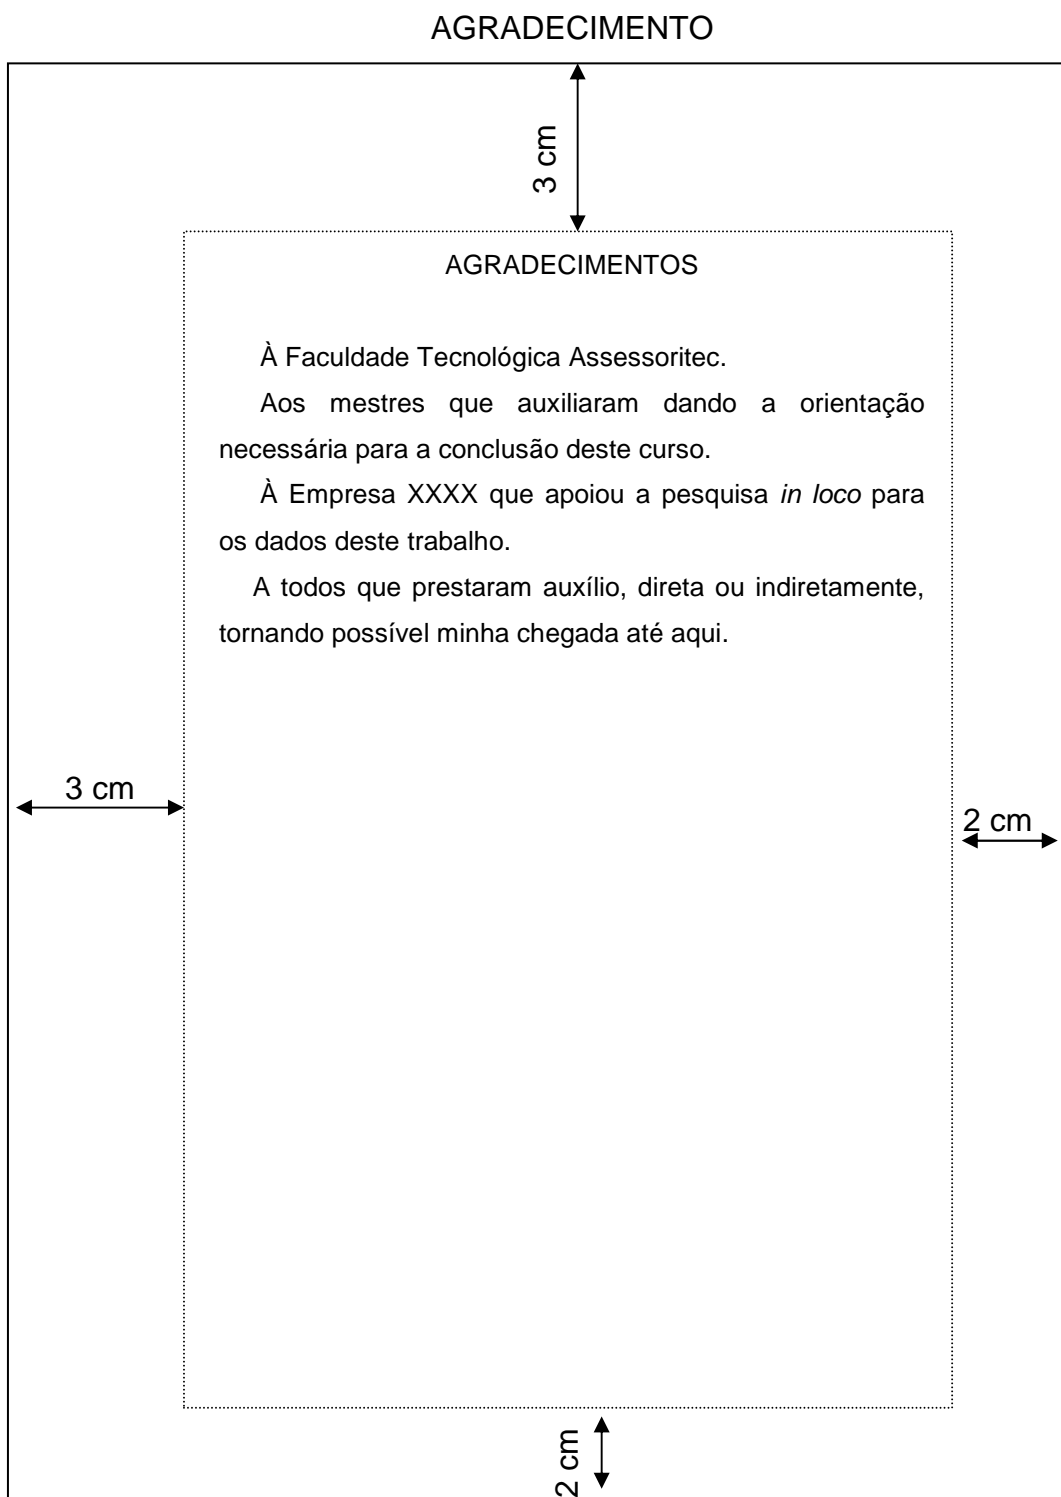 AGRADECIMENTO
3 cm
AGRADECIMENTOS
À Faculdade Tecnológica Assessoritec.
Aos mestres que auxiliaram dando a orientação
necessária para a conclusão deste curso.
À Empresa XXXX que apoiou a pesquisa in loco para
os dados deste trabalho.
A todos que prestaram auxílio, direta ou indiretamente,
tornando possível minha chegada até aqui.
3 cm
2 cm
2 cm